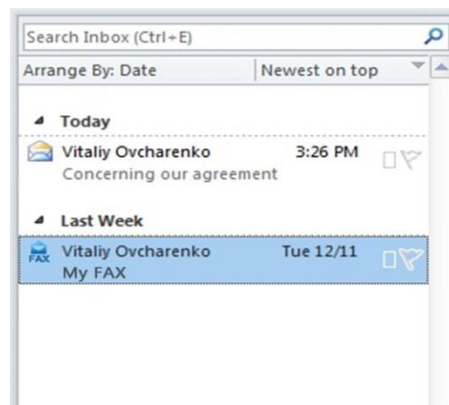 Search Inbox (Ctrl+E)
Arrange By: Date Newest on top
Today
Vitaliy Ovcharenko 3:26 PM
Concerning our agreement
Last Week
FAX Vitaliy Ovcharenko Tue 12/11
My FAX